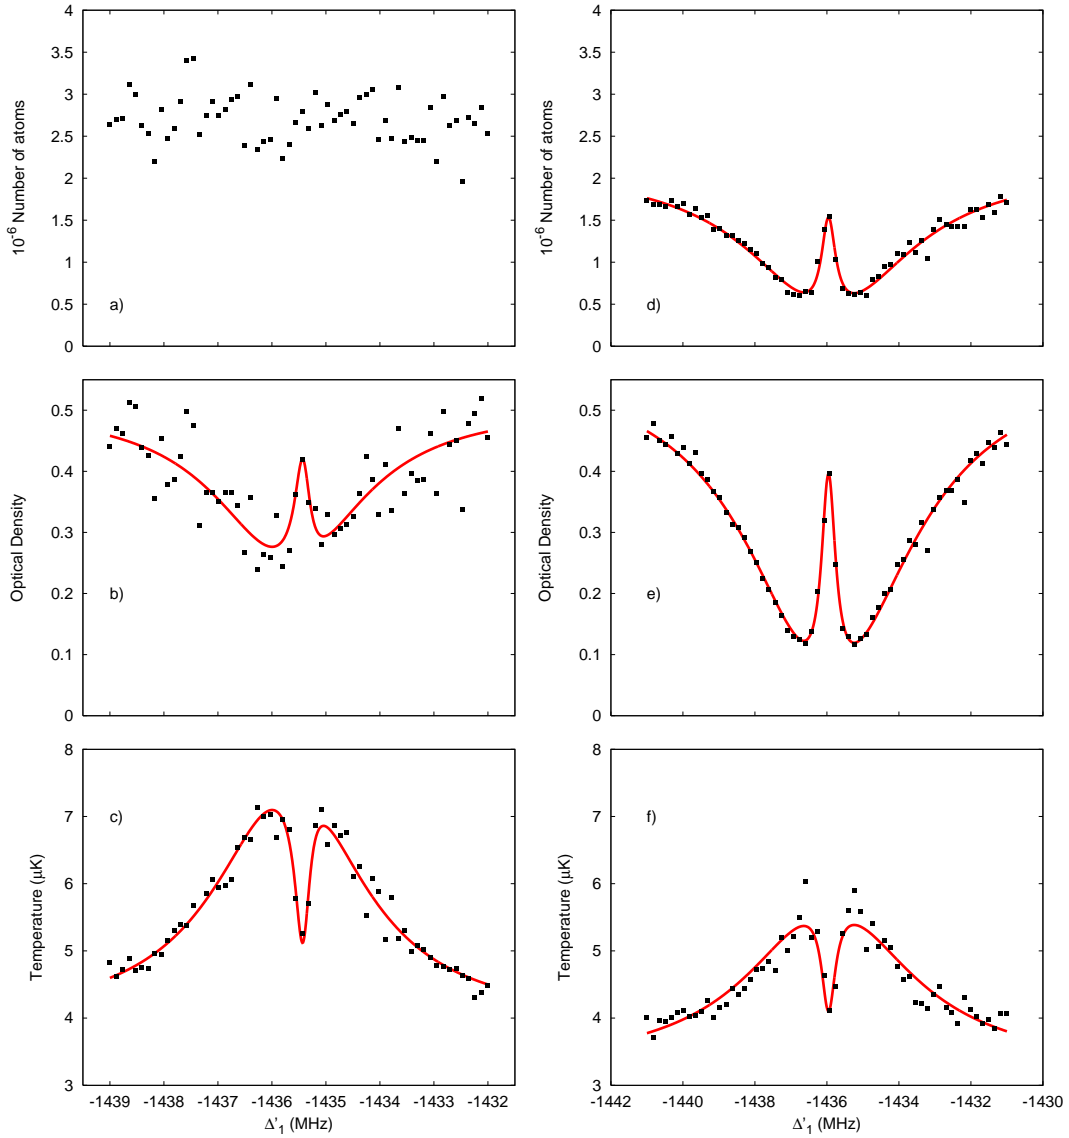 4
3.5
3
2.5
2
1.5
1
0.5
0
10⁻⁶ Number of atoms
a)
4
3.5
3
2.5
2
1.5
1
0.5
0
10⁻⁶ Number of atoms
d)
0.5
0.4
0.3
0.2
0.1
0
Optical Density
b)
0.5
0.4
0.3
0.2
0.1
0
Optical Density
e)
8
7
6
5
4
3
Temperature (μK)
c)
-1439 -1438 -1437 -1436 -1435 -1434 -1433 -1432
Δ'₁ (MHz)
8
7
6
5
4
3
Temperature (μK)
f)
-1442 -1440 -1438 -1436 -1434 -1432 -1430
Δ'₁ (MHz)